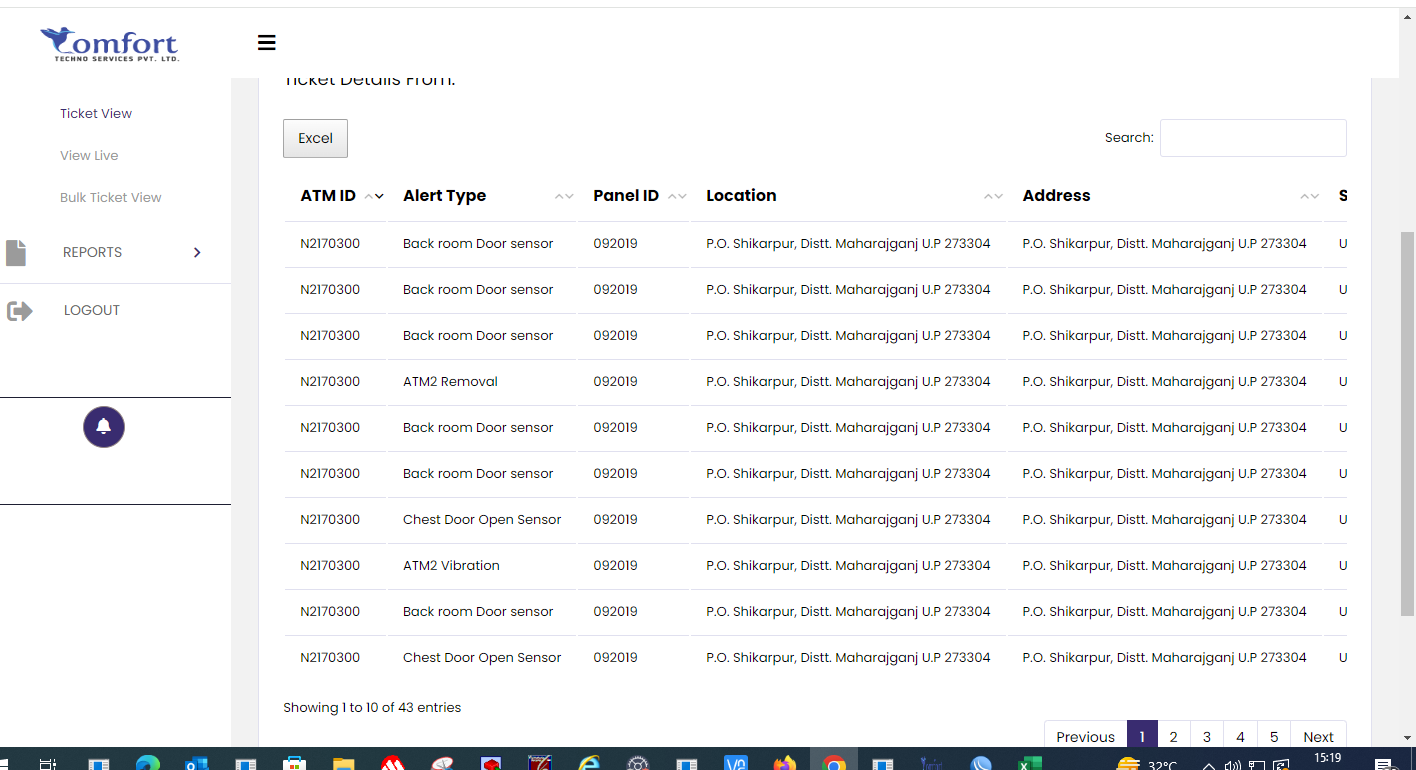 Comfort
TECHNO SERVICES PVT. LTD.
Ticket Details From:
Ticket View
View Live
Bulk Ticket View
REPORTS
LOGOUT
Excel
Search:
ATM ID Alert Type Panel ID Location Address S
N2170300 Back room Door sensor 092019 P.O. Shikarpur, Distt. Maharajganj U.P 273304 P.O. Shikarpur, Distt. Maharajganj U.P 273304 U
N2170300 Back room Door sensor 092019 P.O. Shikarpur, Distt. Maharajganj U.P 273304 P.O. Shikarpur, Distt. Maharajganj U.P 273304 U
N2170300 Back room Door sensor 092019 P.O. Shikarpur, Distt. Maharajganj U.P 273304 P.O. Shikarpur, Distt. Maharajganj U.P 273304 U
N2170300 ATM2 Removal 092019 P.O. Shikarpur, Distt. Maharajganj U.P 273304 P.O. Shikarpur, Distt. Maharajganj U.P 273304 U
N2170300 Back room Door sensor 092019 P.O. Shikarpur, Distt. Maharajganj U.P 273304 P.O. Shikarpur, Distt. Maharajganj U.P 273304 U
N2170300 Back room Door sensor 092019 P.O. Shikarpur, Distt. Maharajganj U.P 273304 P.O. Shikarpur, Distt. Maharajganj U.P 273304 U
N2170300 Chest Door Open Sensor 092019 P.O. Shikarpur, Distt. Maharajganj U.P 273304 P.O. Shikarpur, Distt. Maharajganj U.P 273304 U
N2170300 ATM2 Vibration 092019 P.O. Shikarpur, Distt. Maharajganj U.P 273304 P.O. Shikarpur, Distt. Maharajganj U.P 273304 U
N2170300 Back room Door sensor 092019 P.O. Shikarpur, Distt. Maharajganj U.P 273304 P.O. Shikarpur, Distt. Maharajganj U.P 273304 U
N2170300 Chest Door Open Sensor 092019 P.O. Shikarpur, Distt. Maharajganj U.P 273304 P.O. Shikarpur, Distt. Maharajganj U.P 273304 U
Showing 1 to 10 of 43 entries
Previous 1 2 3 4 5 Next
32°C
15:19